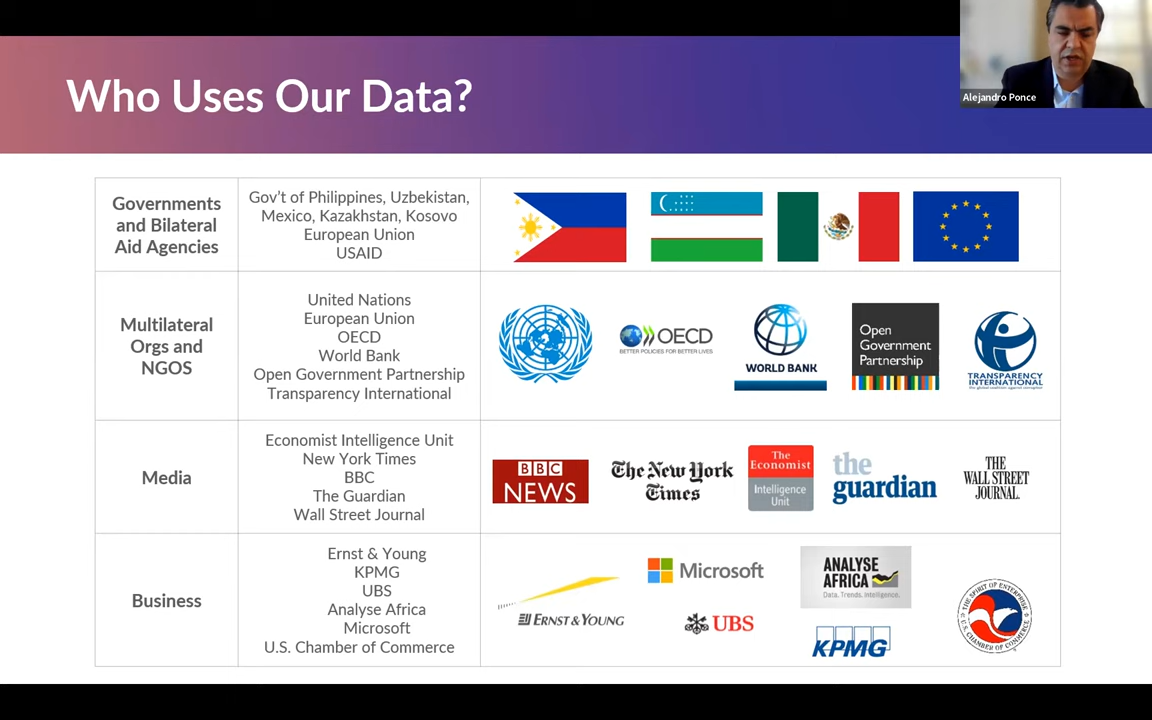 Who Uses Our Data?
Alejandro Ponce
Governments
and Bilateral
Aid Agencies
Gov't of Philippines, Uzbekistan,
Mexico, Kazakhstan, Kosovo
European Union
USAID
Multilateral
Orgs and
NGOS
United Nations
European Union
OECD
World Bank
Open Government Partnership
Transparency International
OECD
BETTER POLICIES FOR BETTER LIVES
WORLD BANK
Open
Government
Partnership
TRANSPARENCY
INTERNATIONAL
the global coalition against corruption
Media
Economist Intelligence Unit
New York Times
BBC
The Guardian
Wall Street Journal
BBC
NEWS
The New York
Times
The
Economist
Intelligence
Unit
the
guardian
THE
WALL STREET
JOURNAL.
Business
Ernst & Young
KPMG
UBS
Analyse Africa
Microsoft
U.S. Chamber of Commerce
ERNST & YOUNG
Microsoft
UBS
ANALYSE
AFRICA
Data. Trends. Intelligence.
KPMG
THE SPIRIT OF ENTERPRISE
U.S. CHAMBER OF COMMERCE